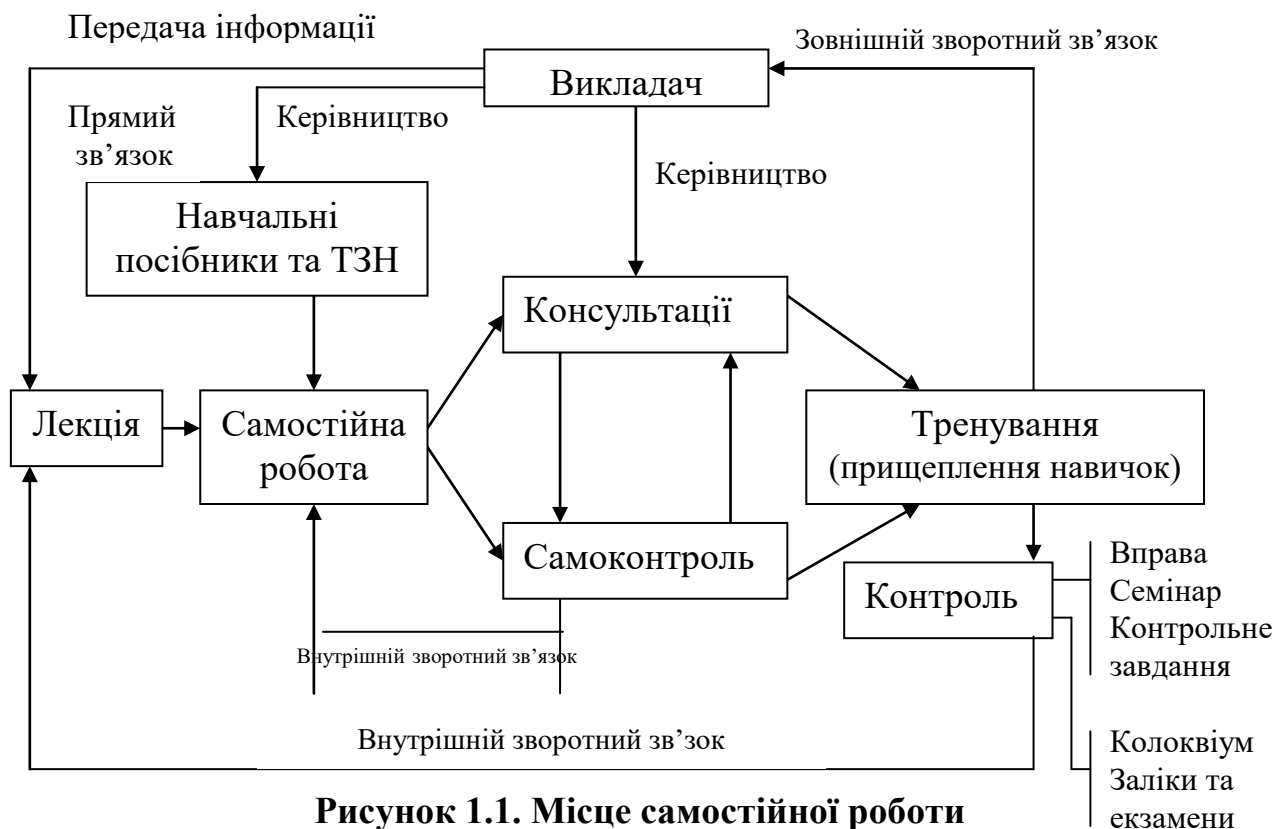 Передача інформації
Зовнішній зворотний зв’язок
Викладач
Прямий
зв’язок
Керівництво
Керівництво
Навчальні
посібники та ТЗН
Консультації
Лекція
Самостійна
робота
Тренування
(прищеплення навичок)
Самоконтроль
Контроль
Вправа
Семінар
Контрольне
завдання
Внутрішній зворотний зв’язок
Внутрішній зворотний зв’зок
Колоквіум
Заліки та
екзамени
Рисунок 1.1. Місце самостійної роботи